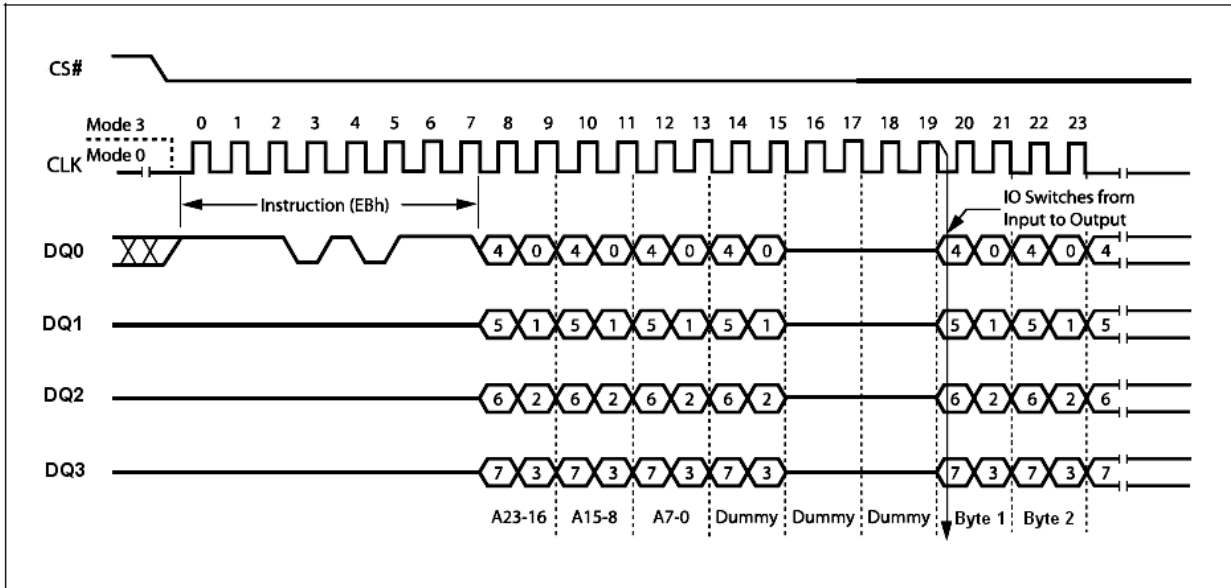 CS#
Mode 3
0 1 2 3 4 5 6 7 8 9 10 11 12 13 14 15 16 17 18 19 20 21 22 23
CLK
Mode 0
Instruction (EBh)
IO Switches from
Input to Output
DQ0
4 0 4 0 4 0 4 0 4 0 4 0 4
DQ1
5 1 5 1 5 1 5 1 5 1 5 1 5
DQ2
6 2 6 2 6 2 6 2 6 2 6 2 6
DQ3
7 3 7 3 7 3 7 3 7 3 7 3 7
A23-16 A15-8 A7-0 Dummy Dummy Dummy Byte 1 Byte 2